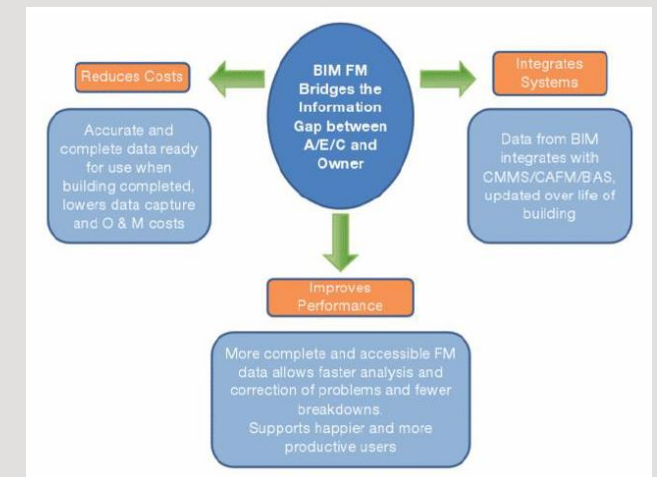 BIM FM
Bridges the
Information
Gap between
A/E/C and
Owner
Reduces Costs
Accurate and
complete data ready
for use when
building completed,
lowers data capture
and O & M costs
Integrates
Systems
Data from BIM
integrates with
CMMS/CAFM/BAS,
updated over life of
building
Improves
Performance
More complete and accessible FM
data allows faster analysis and
correction of problems and fewer
breakdowns.
Supports happier and more
productive users